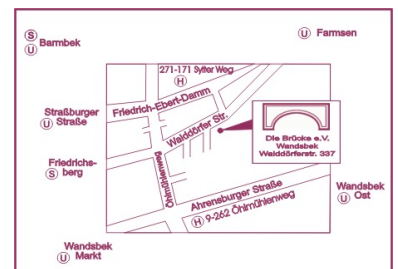 S
U Barmbek
U Farmsen
271-171 Sylter Weg
H
Friedrich-Ebert-Damm
Straßburger
U Straße
Walddörfer Str.
Die Brücke e.V.
Wandsbek
Walddörferstr. 337
Friedrichs-
S berg
Öhlmühlenweg
Ahrensburger Straße
H 9-262 Öhlmühlenweg
Wandsbek
U Ost
Wandsbek
U Markt